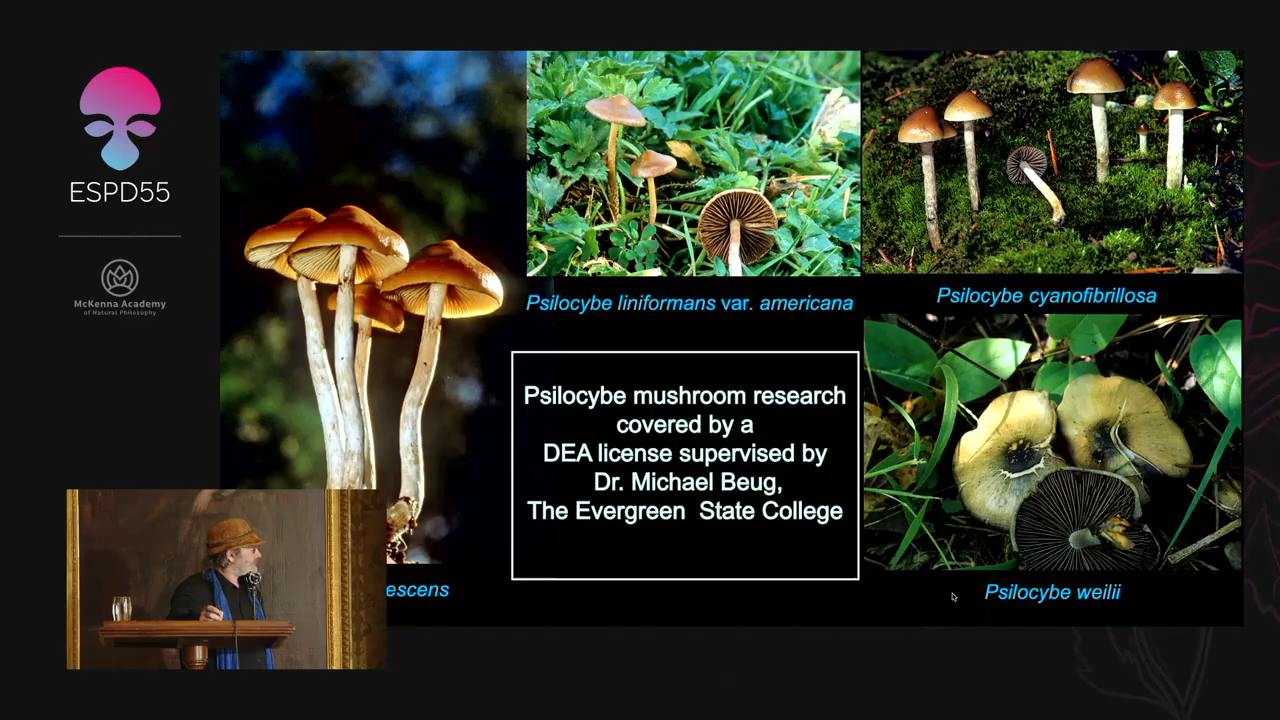 ESPD55
McKenna Academy
of Natural Philosophy
Psilocybe liniformans var. americana
Psilocybe cyanofibrillosa
Psilocybe mushroom research
covered by a
DEA license supervised by
Dr. Michael Beug,
The Evergreen State College
escens
Psilocybe weilii